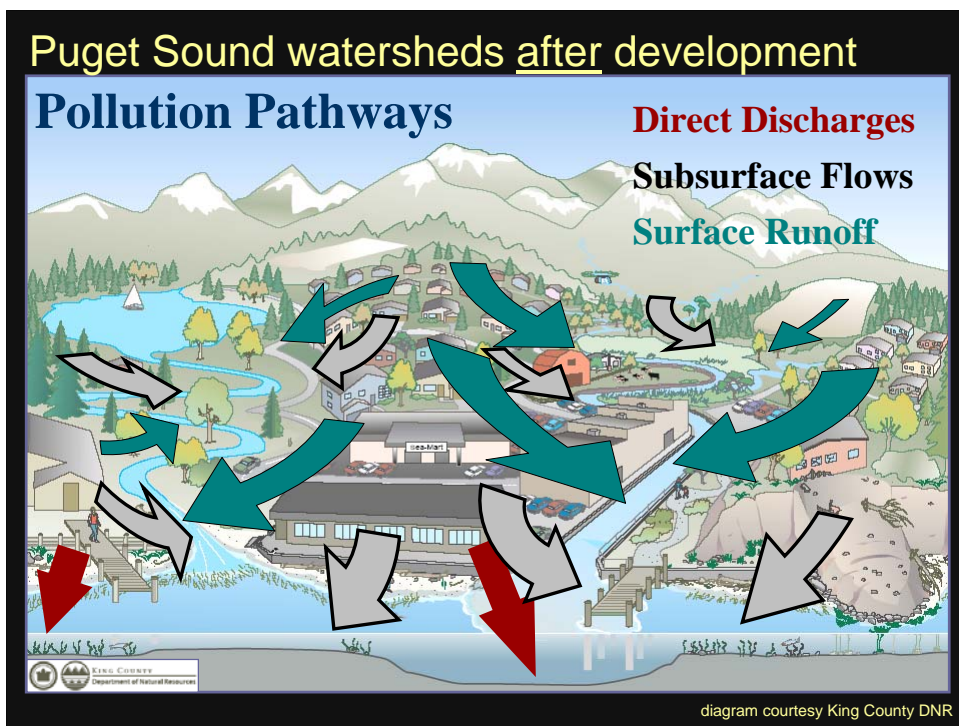 Puget Sound watersheds after development
Pollution Pathways
Direct Discharges
Subsurface Flows
Surface Runoff
Sea-Mart
KING COUNTY
Department of Natural Resources
diagram courtesy King County DNR